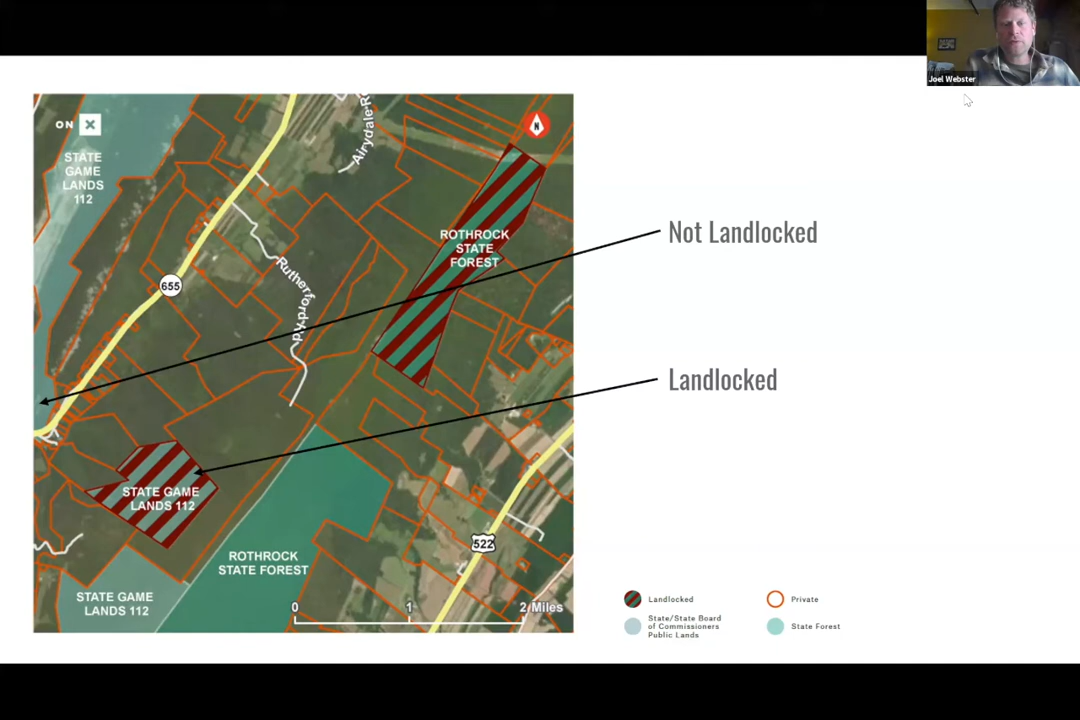 Joel Webster
ON X
N
Airydale R
STATE
GAME
LANDS
112
ROTHROCK
STATE
FOREST
Not Landlocked
655
Rutherford Rd
Landlocked
STATE GAME
LANDS 112
522
ROTHROCK
STATE FOREST
STATE GAME
LANDS 112
0 1 2 Miles
Landlocked
Private
State/State Board
of Commissioners
Public Lands
State Forest